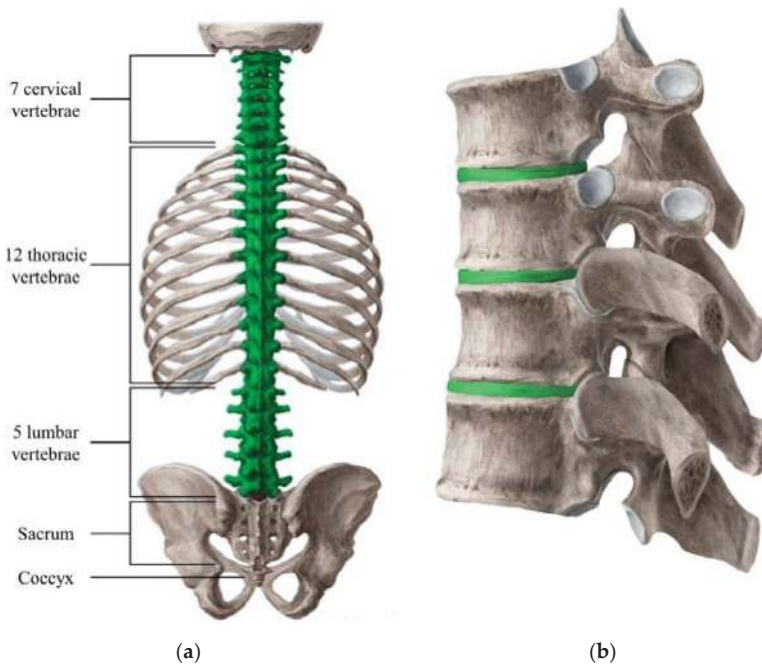 7 cervical
vertebrae
12 thoracic
vertebrae
5 lumbar
vertebrae
Sacrum
Coccyx
(a)
(b)